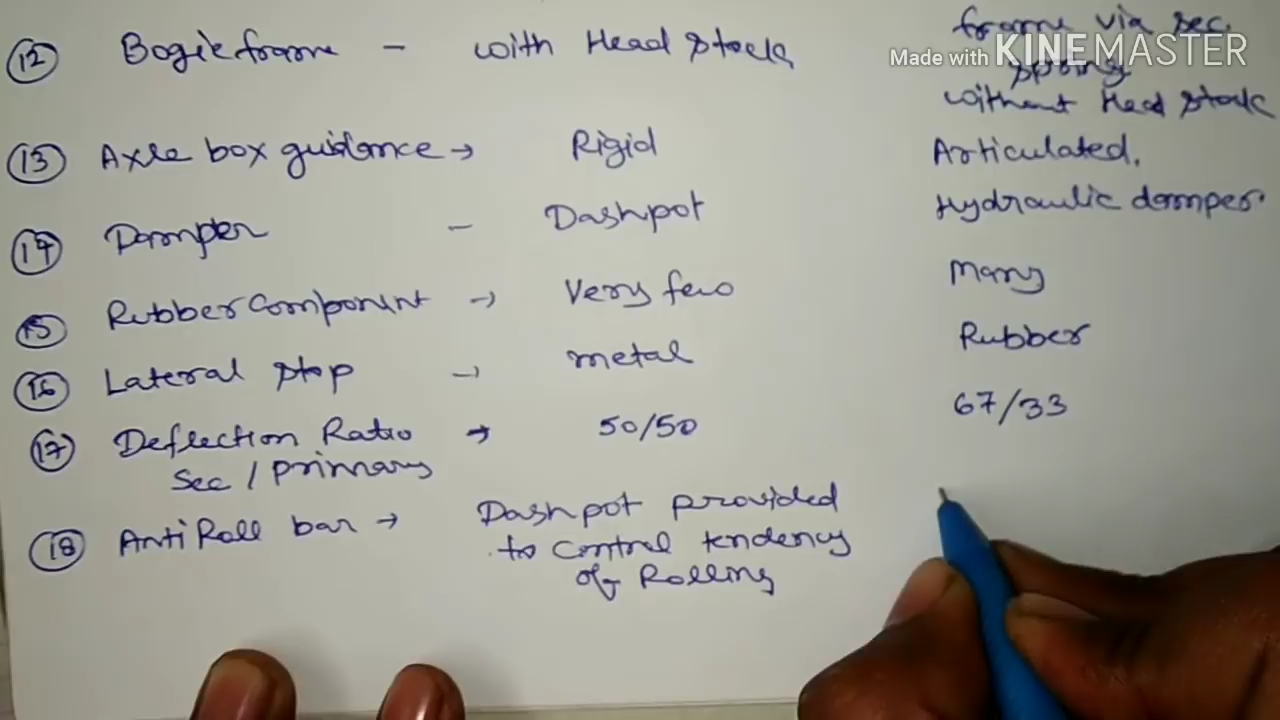 frame via sec.
Made with KINEMASTER
spring
(12) Bogie frame - with Head Stock without Head Stock
(13) Axle box guidance → Rigid Articulated.
(14) Damper - Dashpot Hydraulic damper.
(15) Rubber Component → Very few Many
(16) Lateral stop → metal Rubber
(17) Deflection Ratio → 50/50 67/33
Sec / primary
(18) Anti Roll bar → Dashpot provided
to control tendency
of Rolling